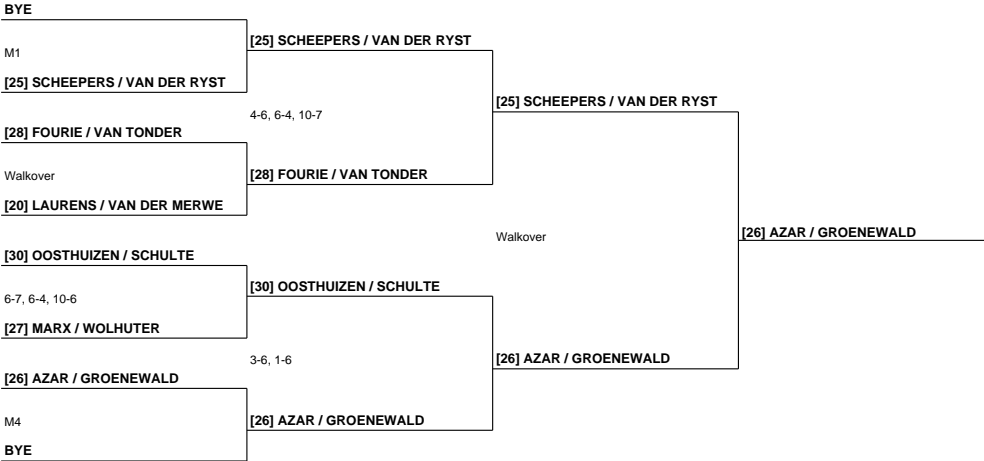 BYE
M1
[25] SCHEEPERS / VAN DER RYST
[28] FOURIE / VAN TONDER
Walkover
[20] LAURENS / VAN DER MERWE
[30] OOSTHUIZEN / SCHULTE
6-7, 6-4, 10-6
[27] MARX / WOLHUTER
[26] AZAR / GROENEWALD
M4
BYE
[25] SCHEEPERS / VAN DER RYST
4-6, 6-4, 10-7
[28] FOURIE / VAN TONDER
[30] OOSTHUIZEN / SCHULTE
3-6, 1-6
[26] AZAR / GROENEWALD
[25] SCHEEPERS / VAN DER RYST
Walkover
[26] AZAR / GROENEWALD
[26] AZAR / GROENEWALD